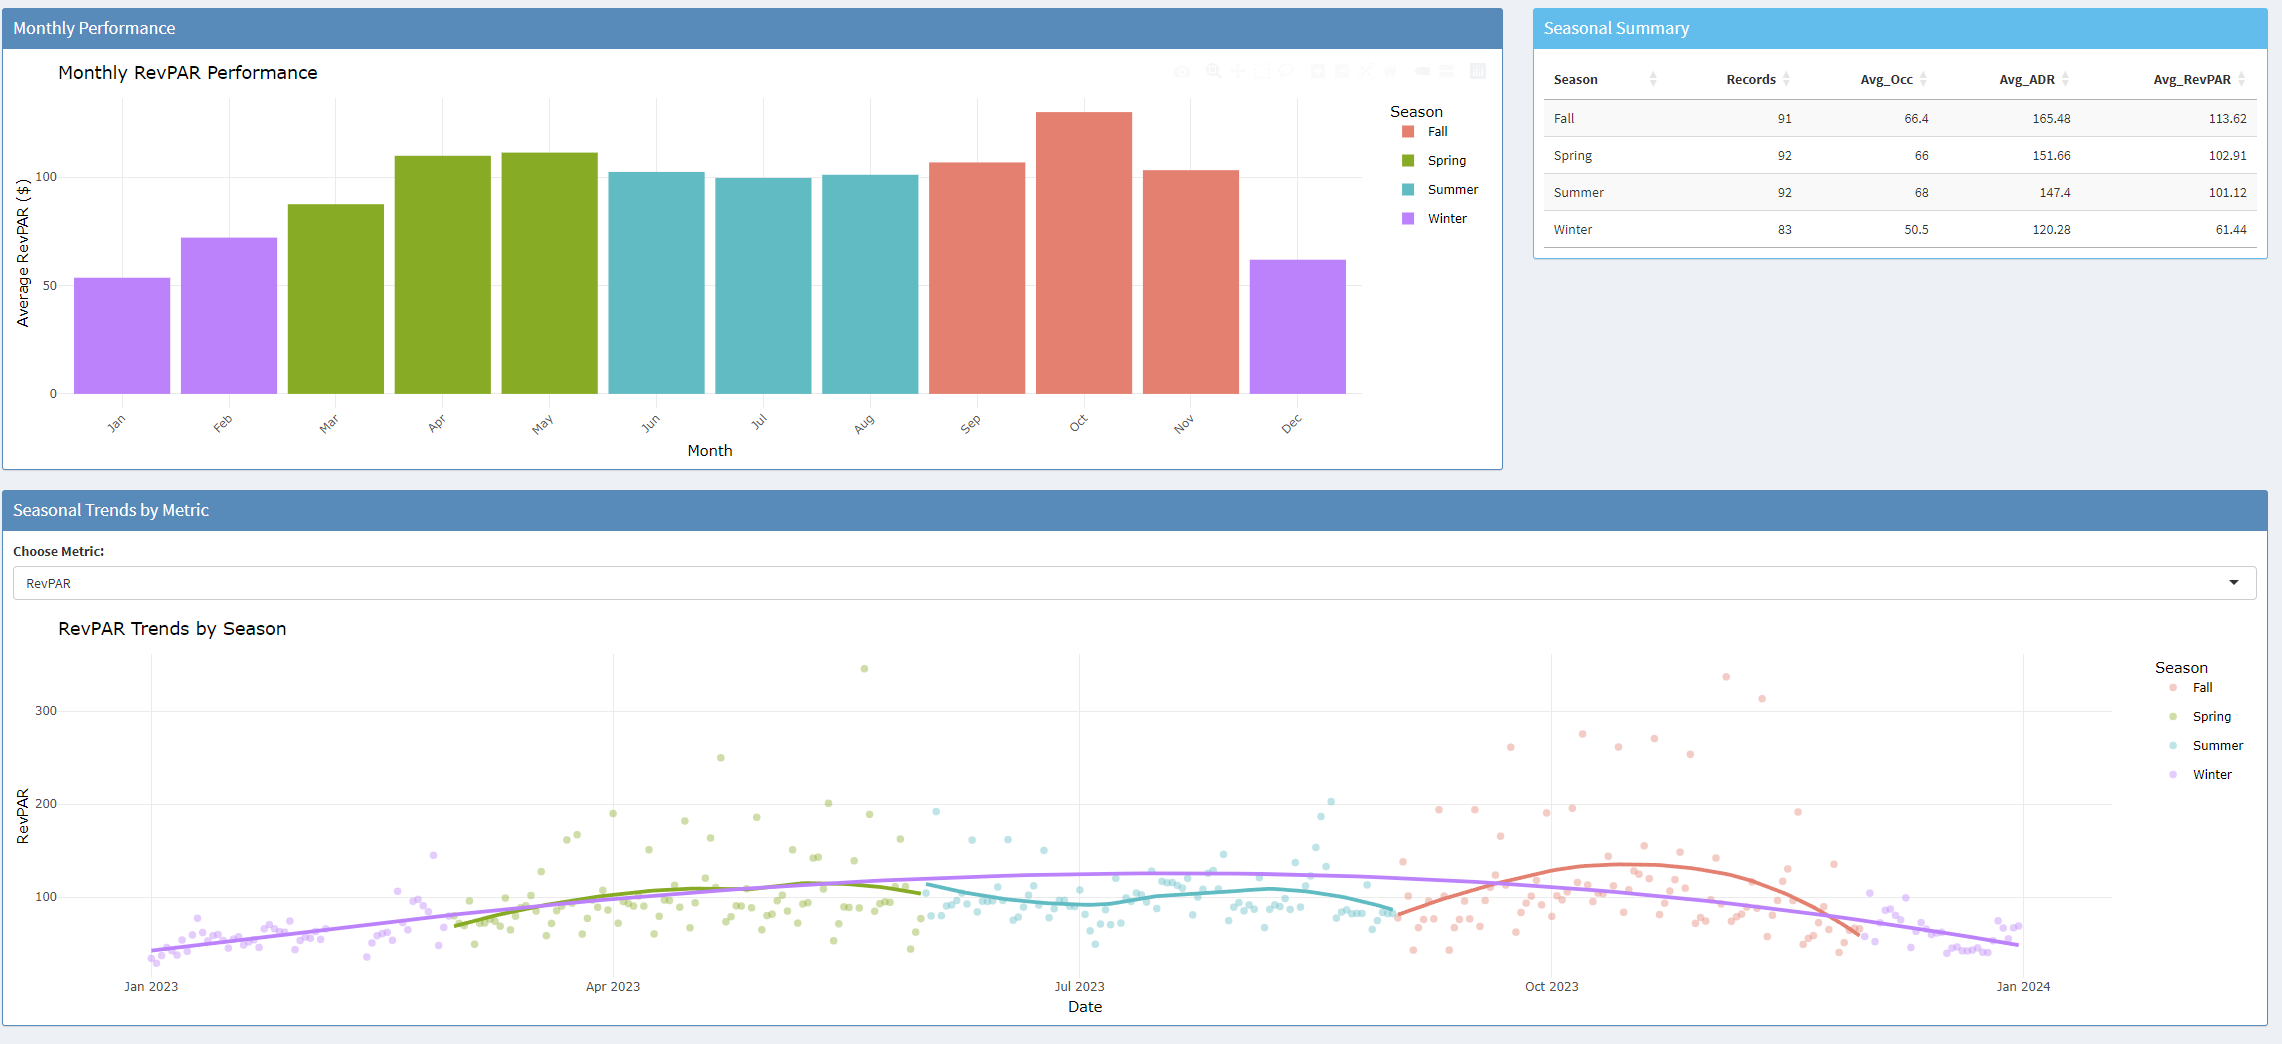 Monthly Performance
Monthly RevPAR Performance
Average RevPAR ($)
100
50
0
Jan
Feb
Mar
Apr
May
Jun
Jul
Aug
Sep
Oct
Nov
Dec
Month
Season
Fall
Spring
Summer
Winter
Seasonal Summary
Season Records Avg_Occ Avg_ADR Avg_RevPAR
Fall 91 66.4 165.48 113.62
Spring 92 66 151.66 102.91
Summer 92 68 147.4 101.12
Winter 83 50.5 120.28 61.44
Seasonal Trends by Metric
Choose Metric:
RevPAR
RevPAR Trends by Season
RevPAR
300
200
100
Jan 2023
Apr 2023
Jul 2023
Oct 2023
Jan 2024
Date
Season
Fall
Spring
Summer
Winter